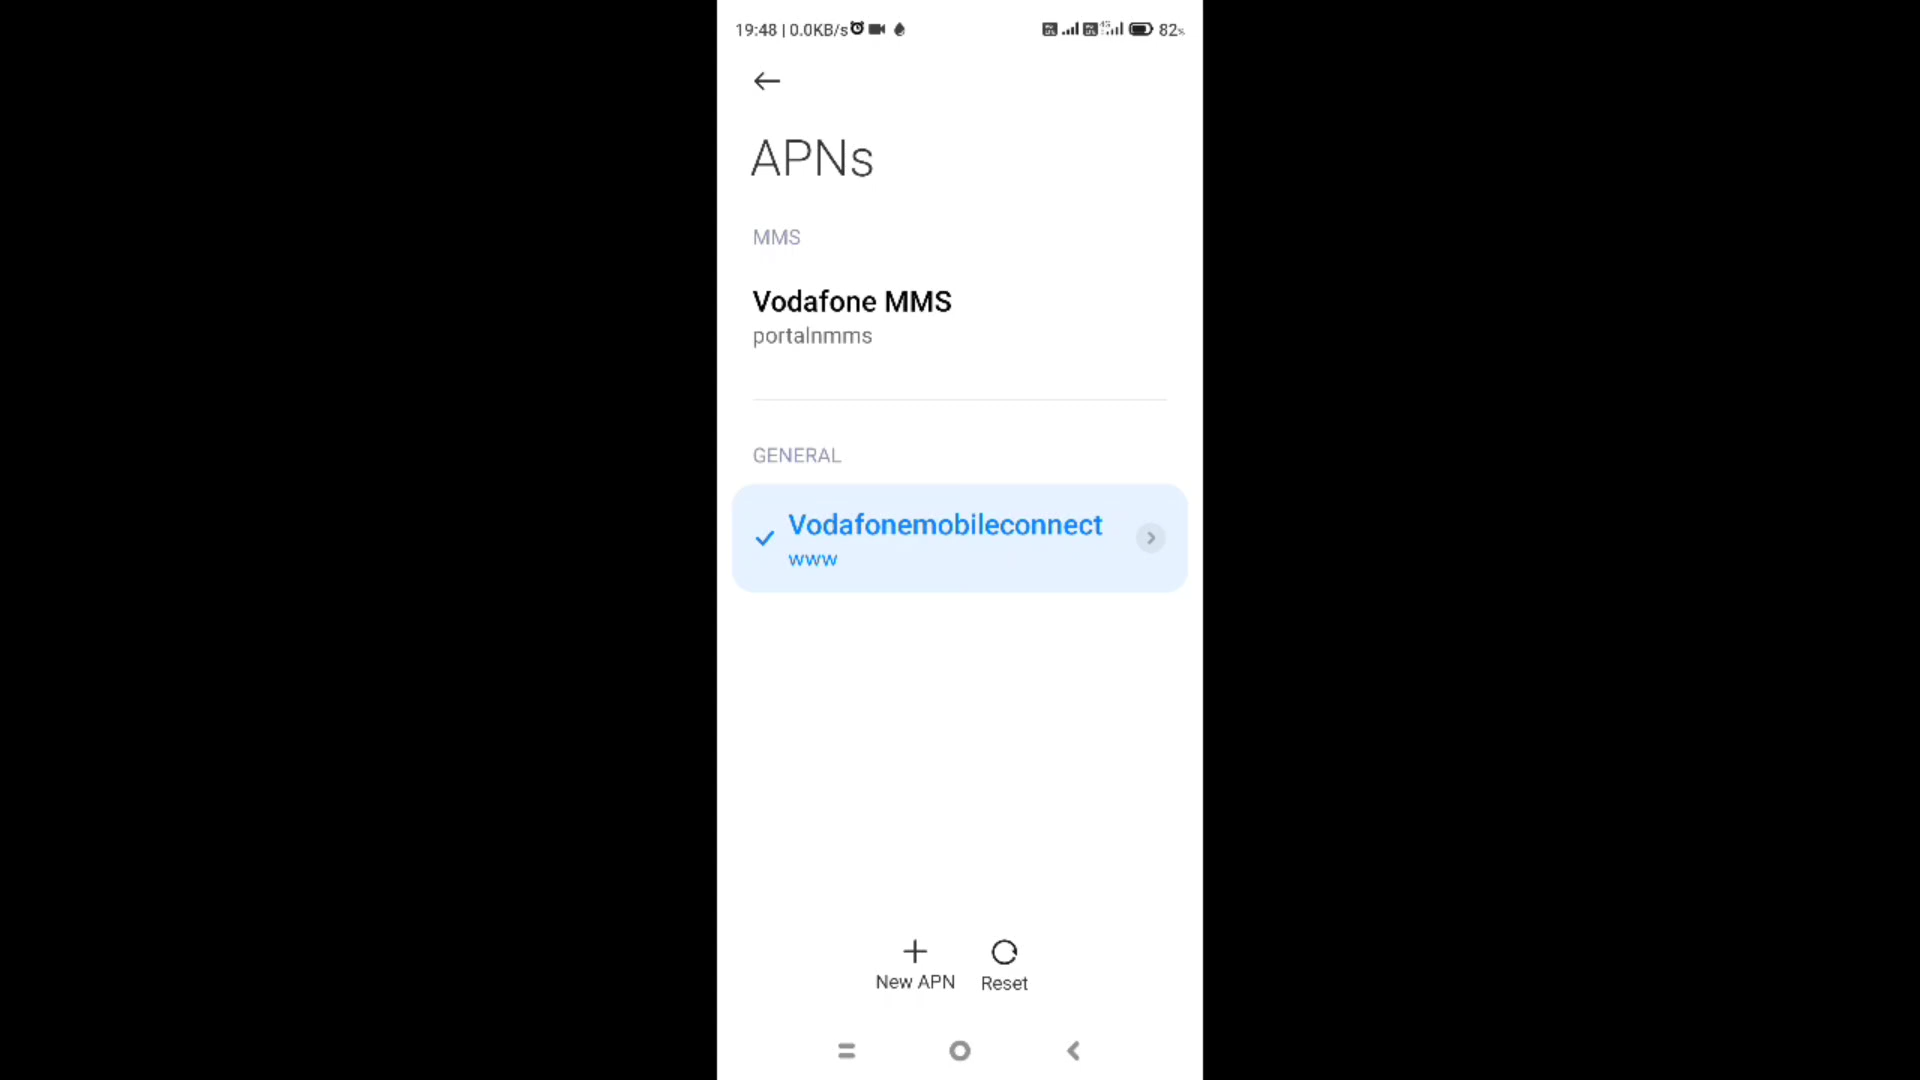 19:48 | 0.0KB/s 82%
APNs
MMS
Vodafone MMS
portalnmms
GENERAL
Vodafonemobileconnect
www
New APN
Reset